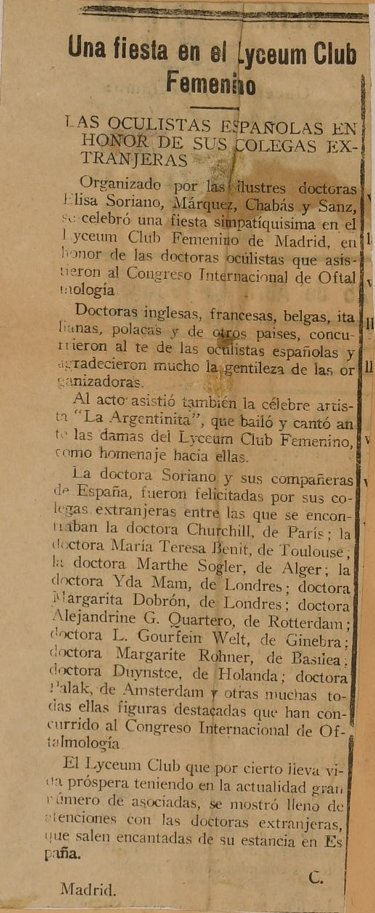 Una fiesta en el Lyceum Club
Femenino
LAS OCULISTAS ESPAÑOLAS EN
HONOR DE SUS COLEGAS EX-
TRANJERAS
Organizado por las ilustres doctoras
Elisa Soriano, Márquez, Chabás y Sanz,
se celebró una fiesta simpatiquisima en el
Lyceum Club Femenino de Madrid, en
honor de las doctoras oculistas que asis-
tieron al Congreso Internacional de Oftal
mología
Doctoras inglesas, francesas, belgas, ita
lianas, polacas y de otros paises, concu-
rrieron al te de las oculistas españolas y
agradecieron mucho la gentileza de las or
ganizadoras.
Al acto asistió también la célebre artis-
ta "La Argentinita", que bailó y cantó an
te las damas del Lyceum Club Femenino,
como homenaje hacia ellas.
La doctora Soriano y sus compañeras
de España, fueron felicitadas por sus co-
legas extranjeras entre las que se encon-
traban la doctora Churchill, de París; la
doctora María Teresa Benit, de Toulouse;
la doctora Marthe Sogler, de Alger; la
doctora Yda Mam, de Londres; doctora
Margarita Dobrón, de Londres; doctora
Alejandrine G. Quartero, de Rotterdam;
doctora L. Gourfein Welt, de Ginebra;
doctora Margarite Rohner, de Basilea;
doctora Duynstce, de Holanda; doctora
Palak, de Amsterdam y otras muchas to-
das ellas figuras destacadas que han con-
currido al Congreso Internacional de Of-
talmología
El Lyceum Club que por cierto lleva vi-
da próspera teniendo en la actualidad gran
número de asociadas, se mostró lleno de
atenciones con las doctoras extranjeras,
que salen encantadas de su estancia en Es
paña.
C.
Madrid.